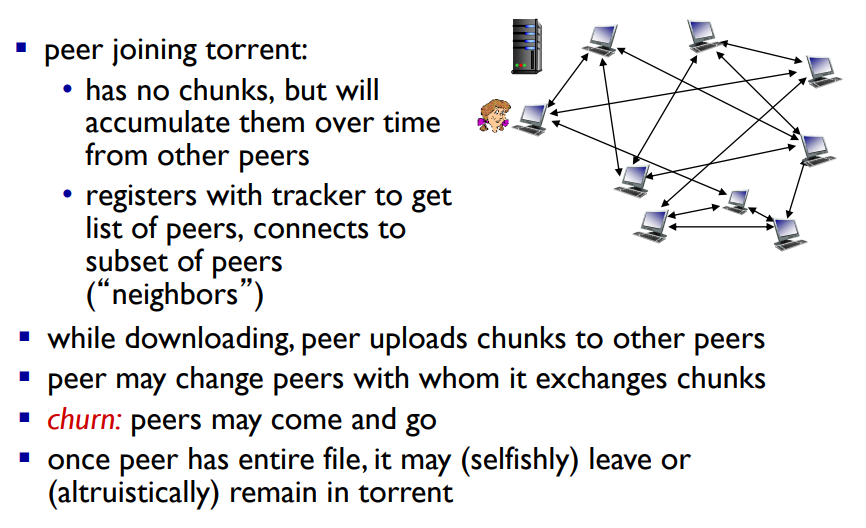 ▪ peer joining torrent:
• has no chunks, but will
accumulate them over time
from other peers
• registers with tracker to get
list of peers, connects to
subset of peers
(“neighbors”)
▪ while downloading, peer uploads chunks to other peers
▪ peer may change peers with whom it exchanges chunks
▪ churn: peers may come and go
▪ once peer has entire file, it may (selfishly) leave or
(altruistically) remain in torrent